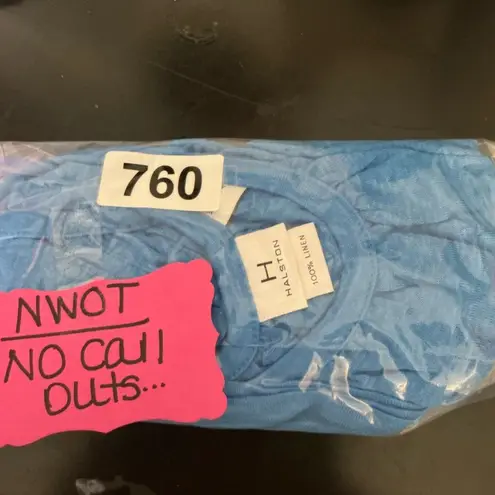 760
H
HALSTON
100% LINEN
NWOT
NO Call
Outs...